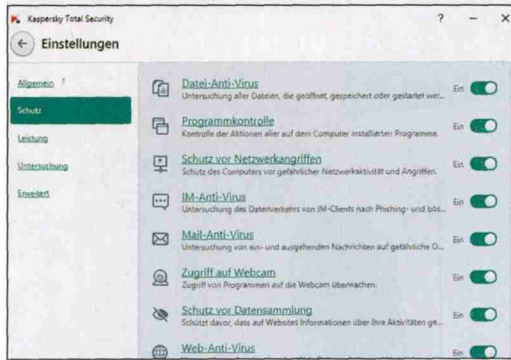 Kaspersky Total Security
? – ×
Einstellungen
Allgemein
Schutz
Leistung
Untersuchung
Erweitert
Datei-Anti-Virus
Ein
Untersuchung aller Dateien, die geöffnet, gespeichert oder gestartet wer...
Programmkontrolle
Ein
Kontrolle der Aktionen aller auf dem Computer installierten Programme.
Schutz vor Netzwerkangriffen
Ein
Schutz des Computers vor gefährlicher Netzwerkaktivität und Angriffen.
IM-Anti-Virus
Ein
Untersuchung des Datenverkehrs von IM-Clients nach Phishing- und bös...
Mail-Anti-Virus
Ein
Untersuchung von ein- und ausgehenden Nachrichten auf gefährliche O...
Zugriff auf Webcam
Ein
Zugriff von Programmen auf die Webcam überwachen.
Schutz vor Datensammlung
Ein
Schützt davor, dass auf Websites Informationen über Ihre Aktivitäten ge...
Web-Anti-Virus
Ein